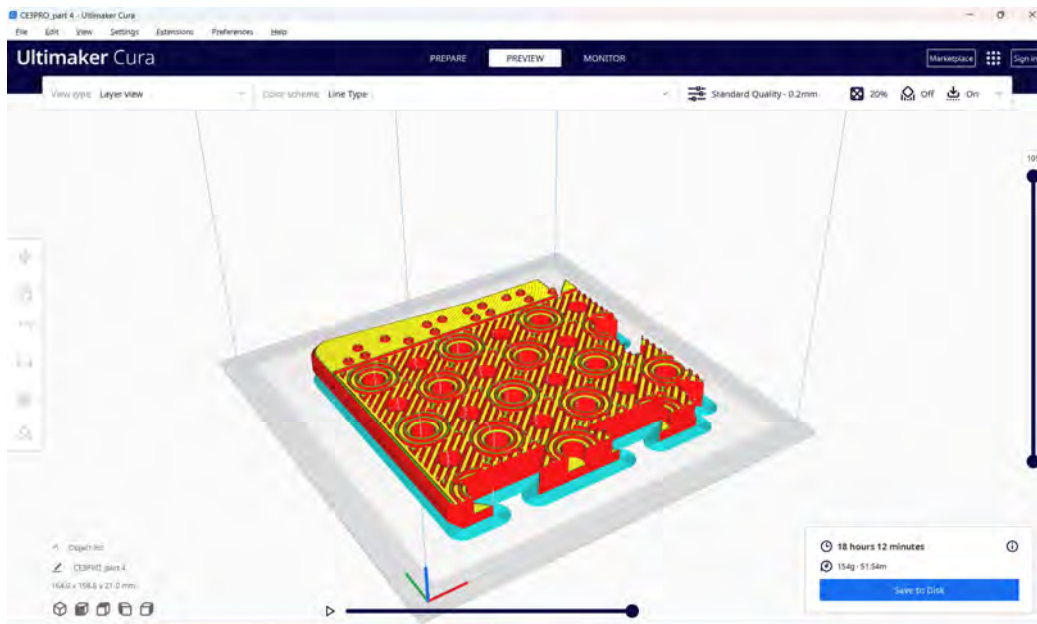 CE3PRO_part 4 - Ultimaker Cura
File Edit View Settings Extensions Preferences Help
Ultimaker Cura
PREPARE PREVIEW MONITOR
Marketplace Sign in
View type Layer view
Color scheme Line Type
Standard Quality - 0.2mm 20% Off On
18 hours 12 minutes
154g · 51.54m
Save to Disk
Object list
CE3PRO_part 4